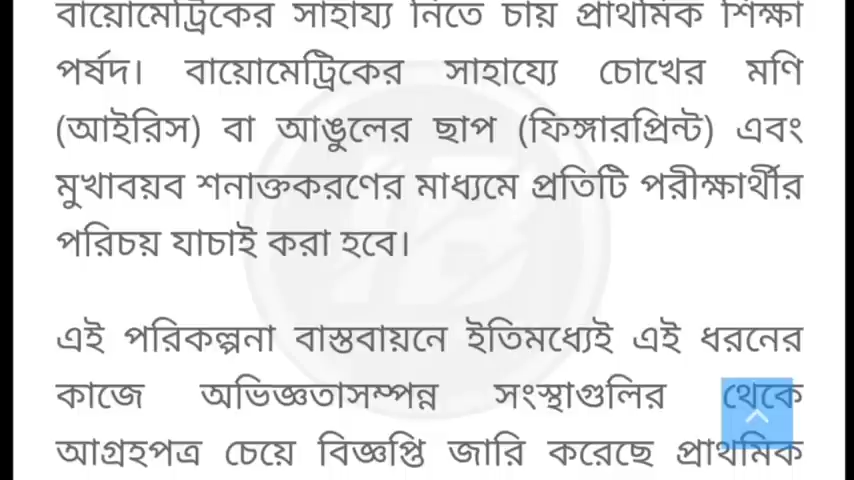 বায়োমেট্রিকের সাহায্য নিতে চায় প্রাথমিক শিক্ষা
পর্ষদ। বায়োমেট্রিকের সাহায্যে চোখের মণি
(আইরিস) বা আঙুলের ছাপ (ফিঙ্গারপ্রিন্ট) এবং
মুখাবয়ব শনাক্তকরণের মাধ্যমে প্রতিটি পরীক্ষার্থীর
পরিচয় যাচাই করা হবে।
এই পরিকল্পনা বাস্তবায়নে ইতিমধ্যেই এই ধরনের
কাজে অভিজ্ঞতাসম্পন্ন সংস্থাগুলির থেকে
আগ্রহপত্র চেয়ে বিজ্ঞপ্তি জারি করেছে প্রাথমিক